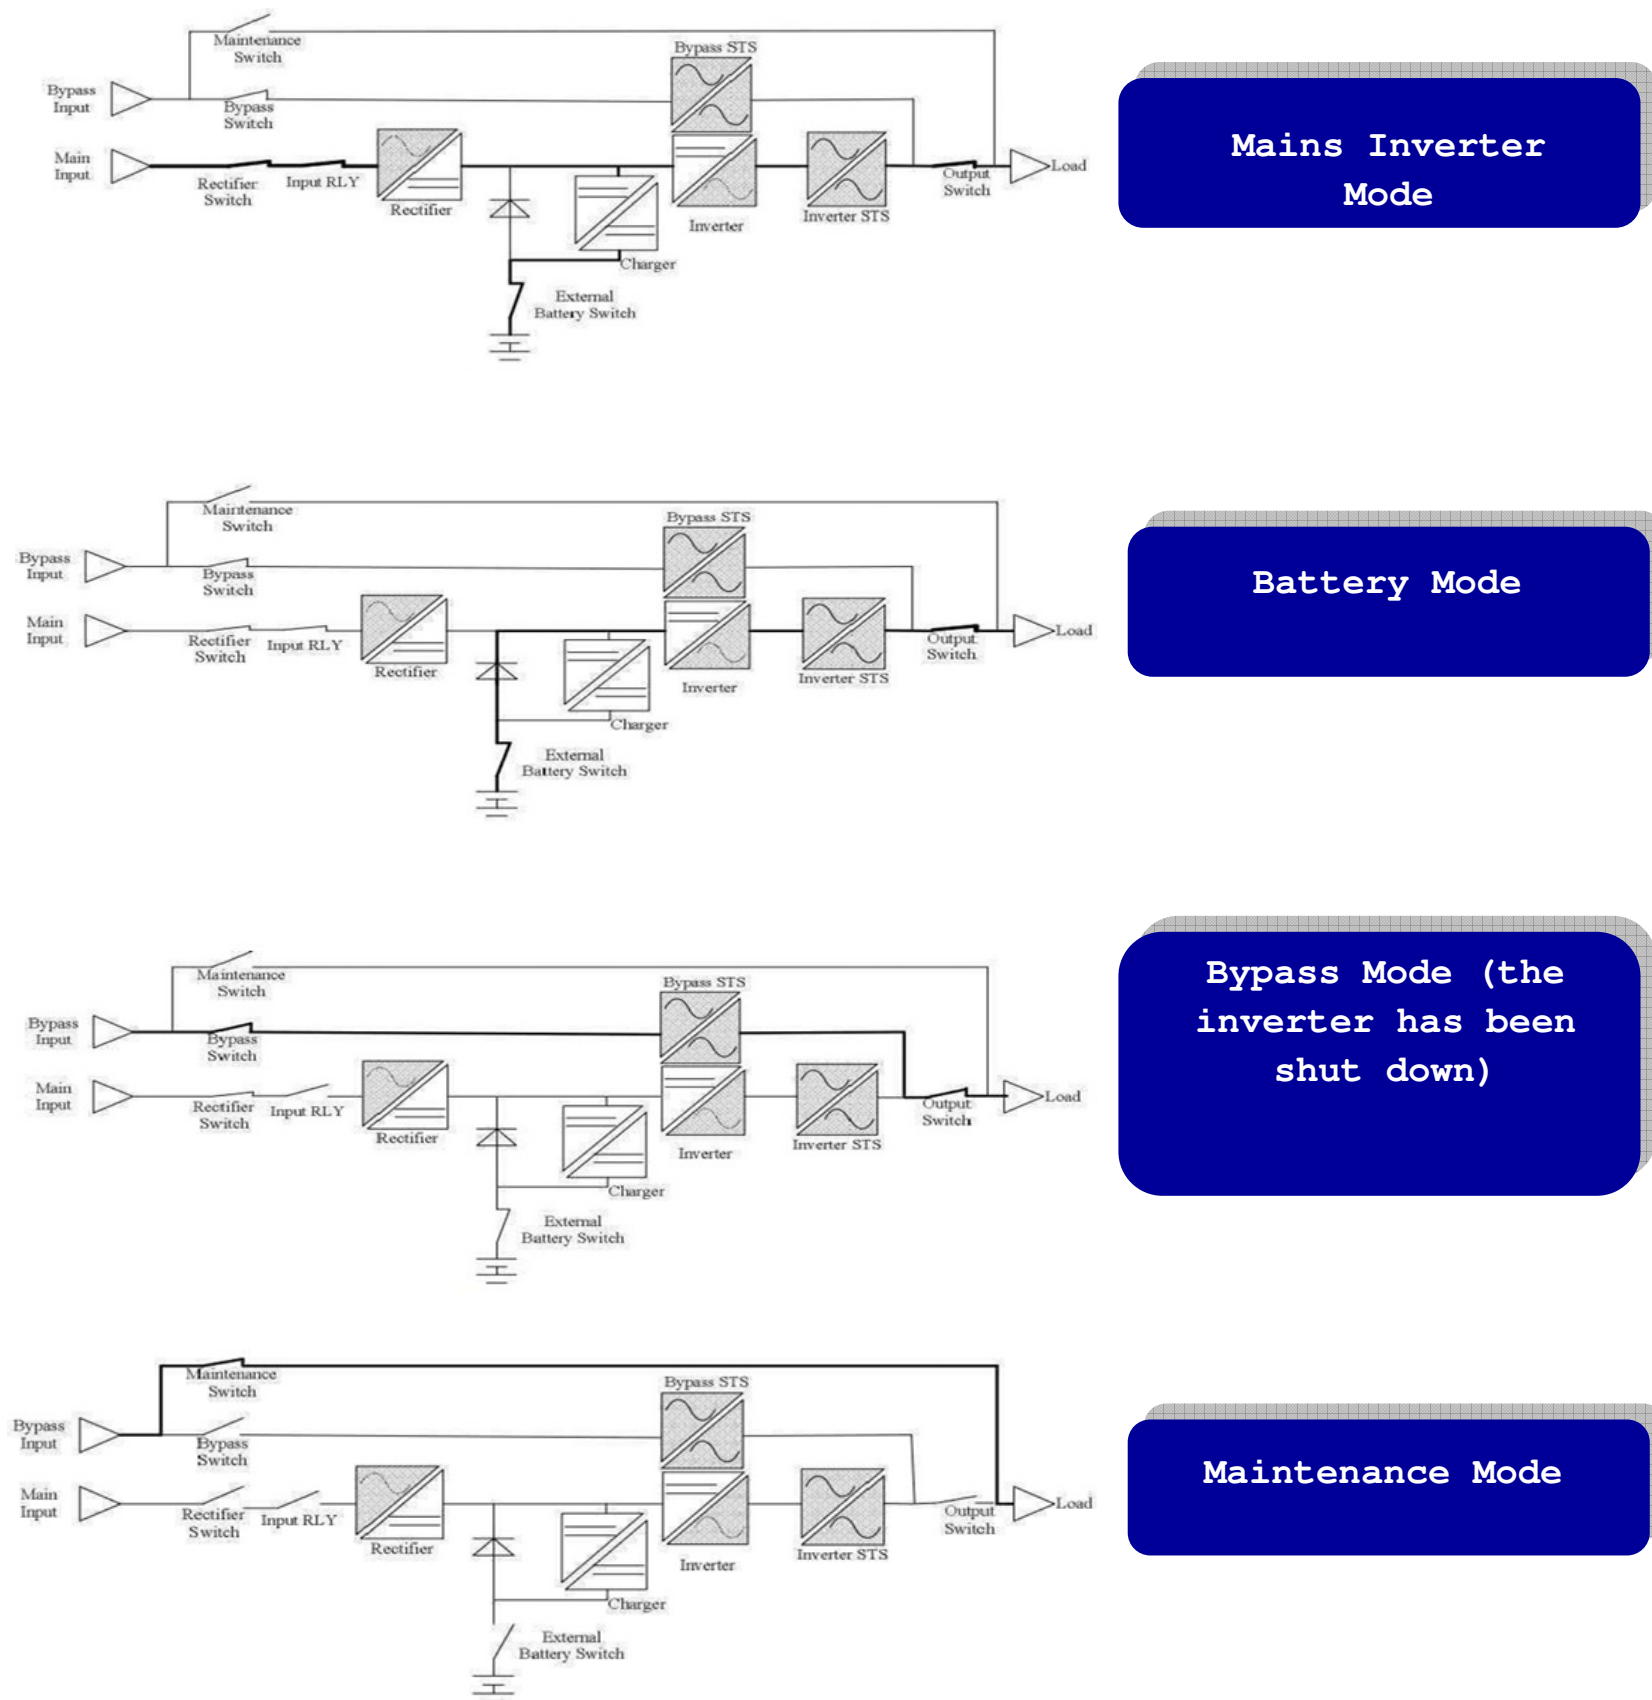 Maintenance
Switch
Bypass STS
Bypass
Input
Bypass
Switch
Main
Input
Rectifier
Switch
Input RLY
Rectifier
Charger
Inverter
Inverter STS
Output
Switch
Load
External
Battery Switch
Mains Inverter
Mode
Maintenance
Switch
Bypass STS
Bypass
Input
Bypass
Switch
Main
Input
Rectifier
Switch
Input RLY
Rectifier
Charger
Inverter
Inverter STS
Output
Switch
Load
External
Battery Switch
Battery Mode
Maintenance
Switch
Bypass STS
Bypass
Input
Bypass
Switch
Main
Input
Rectifier
Switch
Input RLY
Rectifier
Charger
Inverter
Inverter STS
Output
Switch
Load
External
Battery Switch
Bypass Mode (the
inverter has been
shut down)
Maintenance
Switch
Bypass STS
Bypass
Input
Bypass
Switch
Main
Input
Rectifier
Switch
Input RLY
Rectifier
Charger
Inverter
Inverter STS
Output
Switch
Load
External
Battery Switch
Maintenance Mode